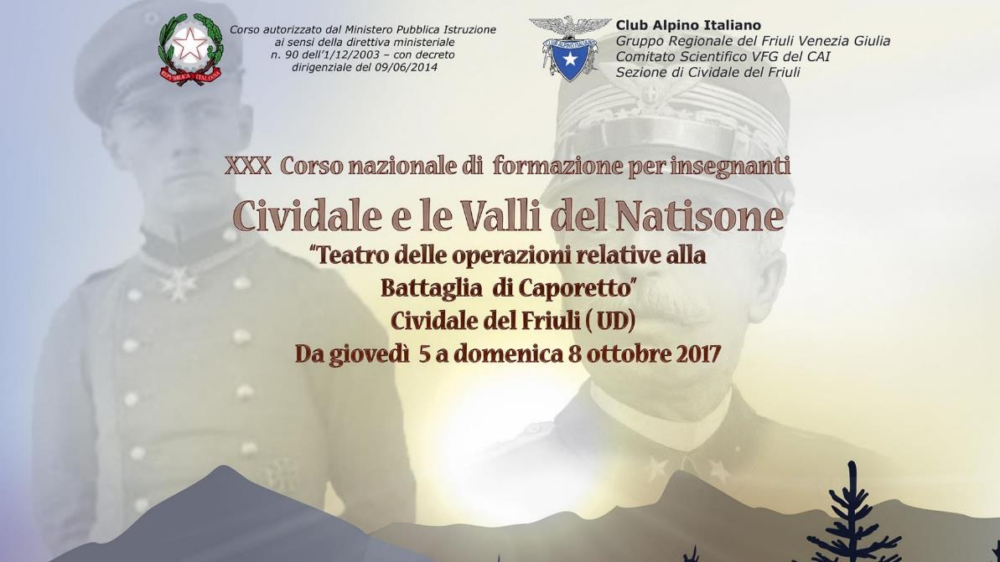 Corso autorizzato dal Ministero Pubblica Istruzione
ai sensi della direttiva ministeriale
n. 90 dell’1/12/2003 – con decreto
dirigenziale del 09/06/2014
REPVBBLICA ITALIANA
Club Alpino Italiano
Gruppo Regionale del Friuli Venezia Giulia
Comitato Scientifico VFG del CAI
Sezione di Cividale del Friuli
CLUB ALPINO ITALIANO
XXX Corso nazionale di formazione per insegnanti
Cividale e le Valli del Natisone
“Teatro delle operazioni relative alla
Battaglia di Caporetto”
Cividale del Friuli ( UD)
Da giovedì 5 a domenica 8 ottobre 2017